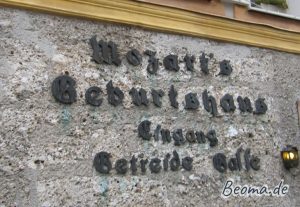 Mozart's
Geburtshaus
Eingang
Getreide Gasse
Beoma.de